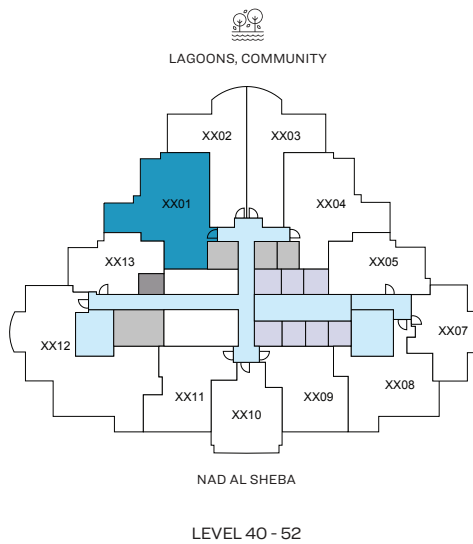 LAGOONS, COMMUNITY
XX02
XX03
XX01
XX04
XX13
XX05
XX12
XX07
XX08
XX11
XX10
XX09
NAD AL SHEBA
LEVEL 40 - 52